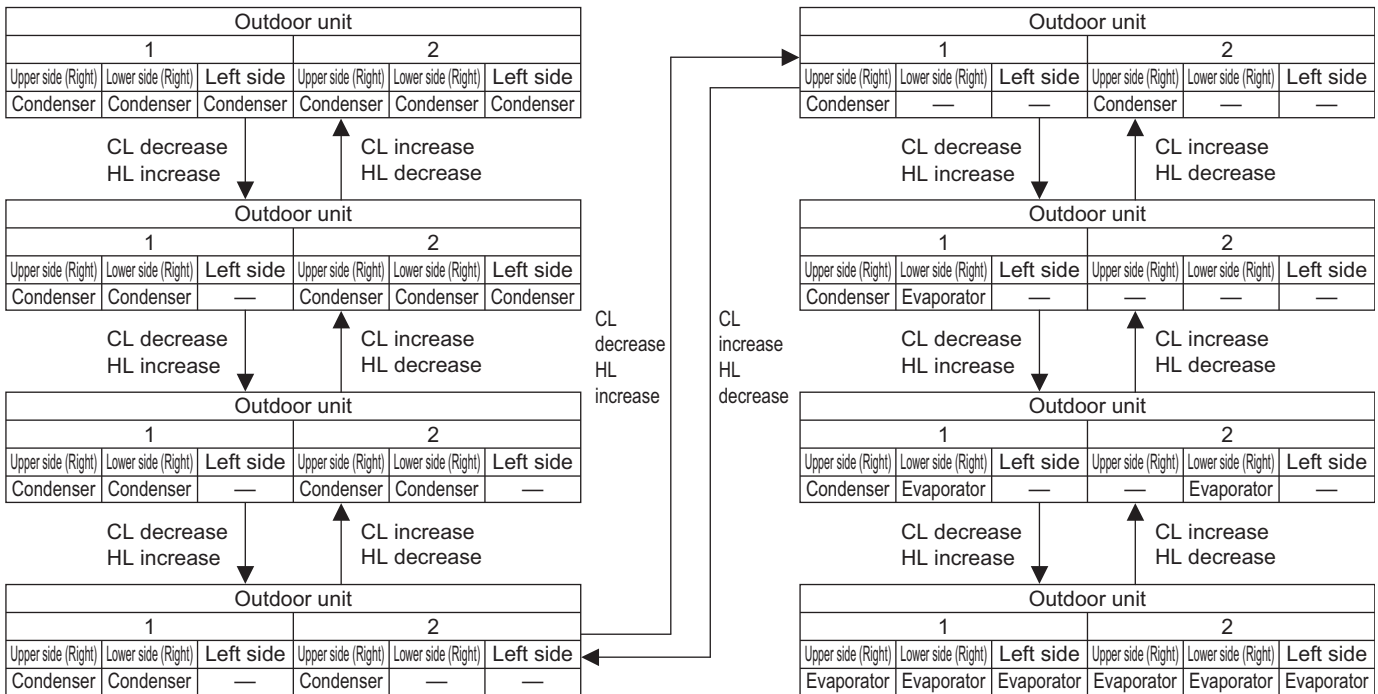 Outdoor unit
1 2
Upper side (Right) Lower side (Right) Left side Upper side (Right) Lower side (Right) Left side
Condenser Condenser Condenser Condenser Condenser Condenser
CL decrease CL increase
HL increase HL decrease
Outdoor unit
1 2
Upper side (Right) Lower side (Right) Left side Upper side (Right) Lower side (Right) Left side
Condenser Condenser — Condenser Condenser Condenser
CL decrease CL increase
HL increase HL decrease
Outdoor unit
1 2
Upper side (Right) Lower side (Right) Left side Upper side (Right) Lower side (Right) Left side
Condenser Condenser — Condenser Condenser —
CL decrease CL increase
HL increase HL decrease
Outdoor unit
1 2
Upper side (Right) Lower side (Right) Left side Upper side (Right) Lower side (Right) Left side
Condenser Condenser — Condenser — —
CL
decrease
HL
increase
CL
increase
HL
decrease
Outdoor unit
1 2
Upper side (Right) Lower side (Right) Left side Upper side (Right) Lower side (Right) Left side
Condenser — — Condenser — —
CL decrease CL increase
HL increase HL decrease
Outdoor unit
1 2
Upper side (Right) Lower side (Right) Left side Upper side (Right) Lower side (Right) Left side
Condenser Evaporator — — — —
CL decrease CL increase
HL increase HL decrease
Outdoor unit
1 2
Upper side (Right) Lower side (Right) Left side Upper side (Right) Lower side (Right) Left side
Condenser Evaporator — — Evaporator —
CL decrease CL increase
HL increase HL decrease
Outdoor unit
1 2
Upper side (Right) Lower side (Right) Left side Upper side (Right) Lower side (Right) Left side
Evaporator Evaporator Evaporator Evaporator Evaporator Evaporator